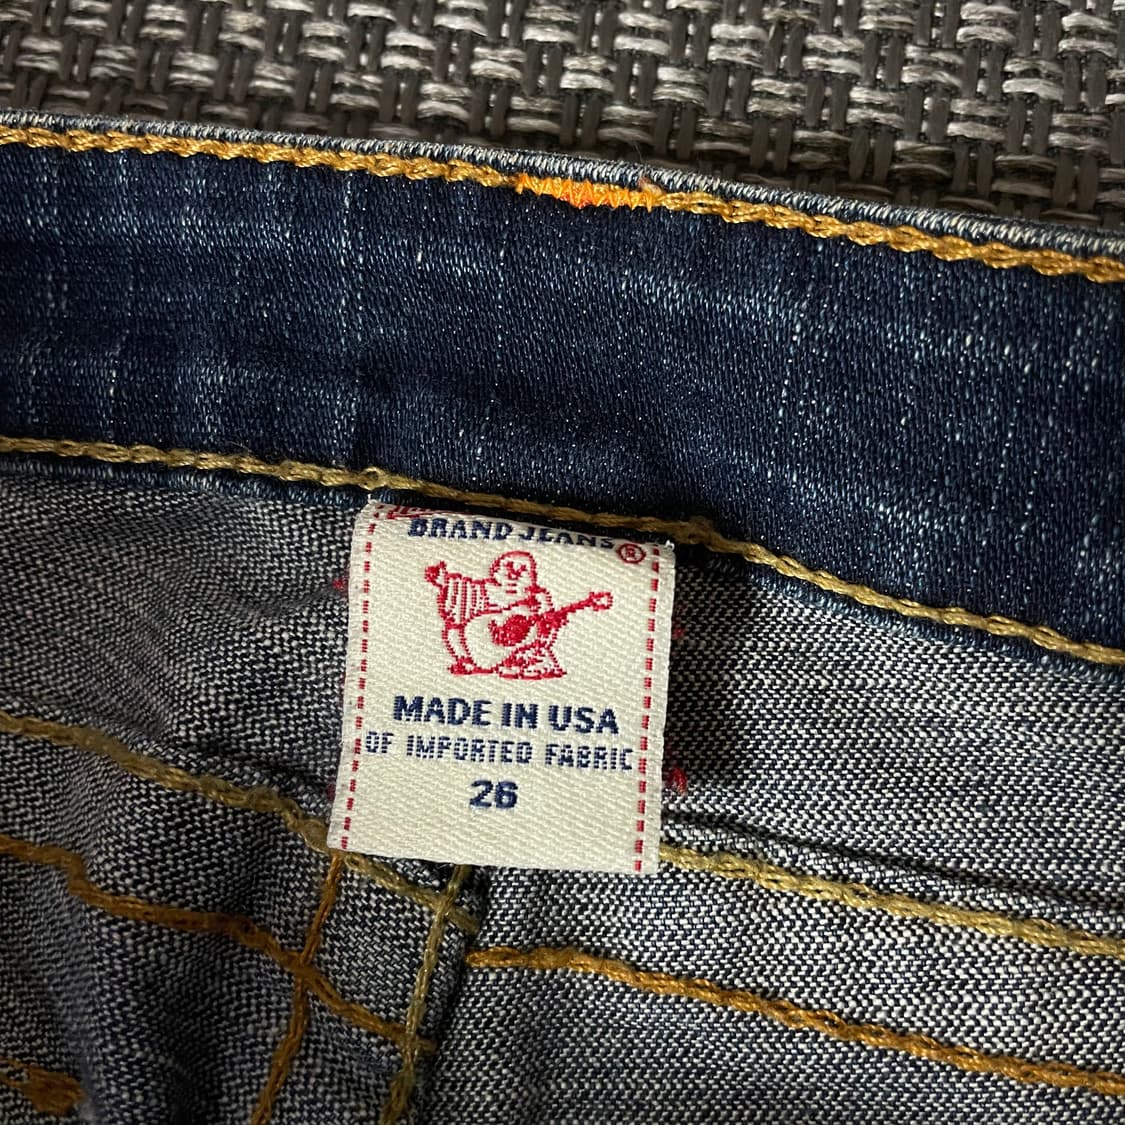 BRAND JEANS®
MADE IN USA
OF IMPORTED FABRIC
26